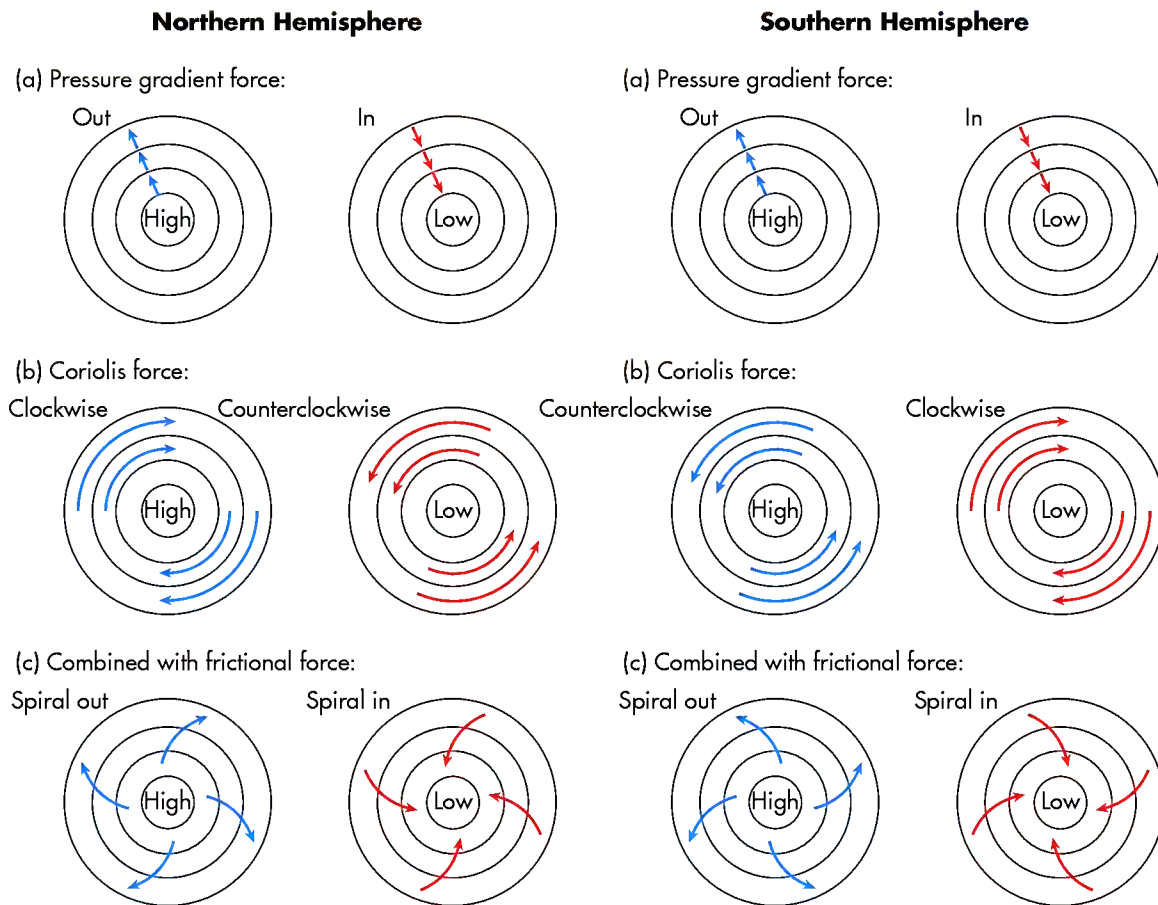 Northern Hemisphere
Southern Hemisphere
(a) Pressure gradient force:
Out
In
High
Low
(a) Pressure gradient force:
Out
In
High
Low
(b) Coriolis force:
Clockwise
Counterclockwise
High
Low
(b) Coriolis force:
Counterclockwise
Clockwise
High
Low
(c) Combined with frictional force:
Spiral out
Spiral in
High
Low
(c) Combined with frictional force:
Spiral out
Spiral in
High
Low